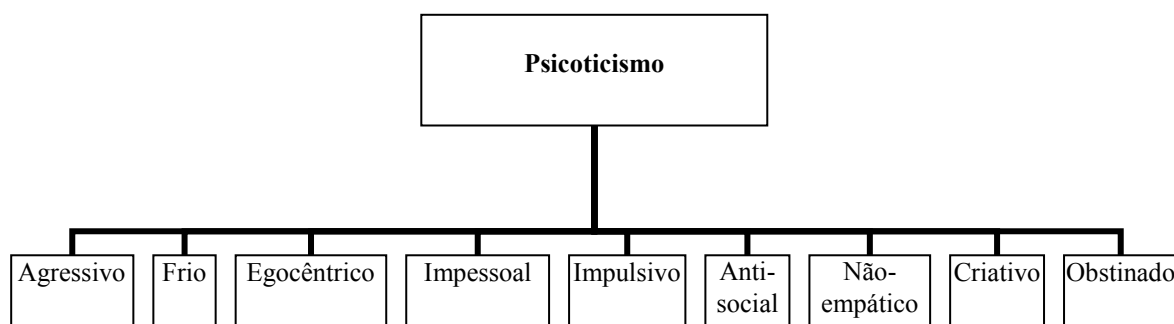 Psicoticismo
Agressivo
Frio
Egocêntrico
Impessoal
Impulsivo
Anti-
social
Não-
empático
Criativo
Obstinado